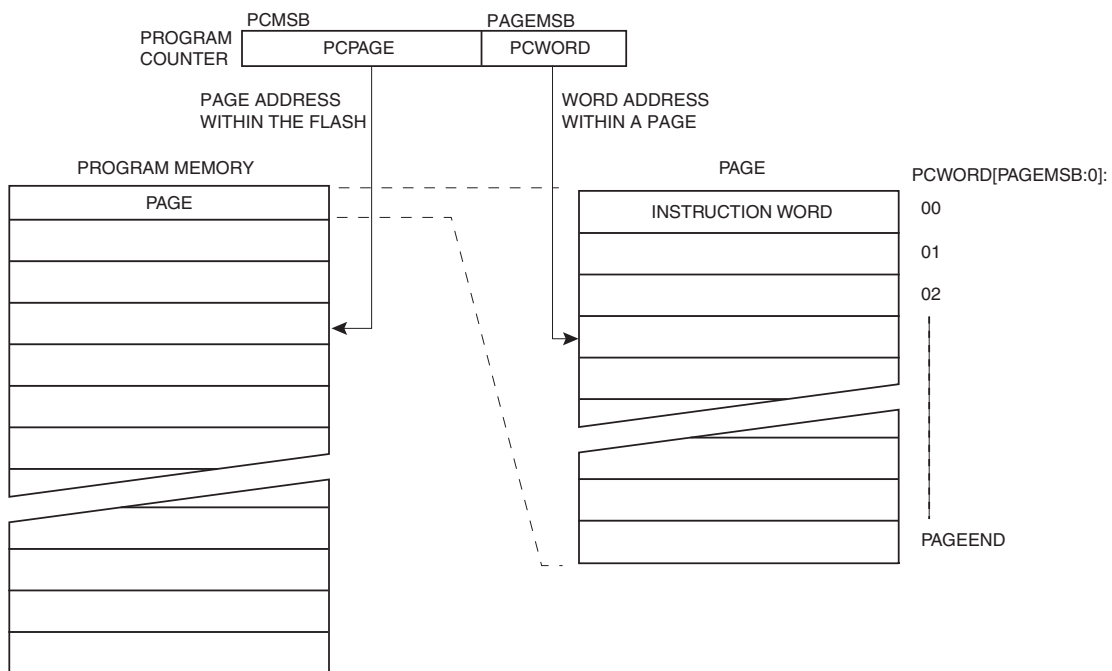 PCMSB
PAGEMSB
PROGRAM
COUNTER
PCPAGE
PCWORD
PAGE ADDRESS
WITHIN THE FLASH
WORD ADDRESS
WITHIN A PAGE
PROGRAM MEMORY
PAGE
PAGE
PCWORD[PAGEMSB:0]:
INSTRUCTION WORD
00
01
02
PAGEEND